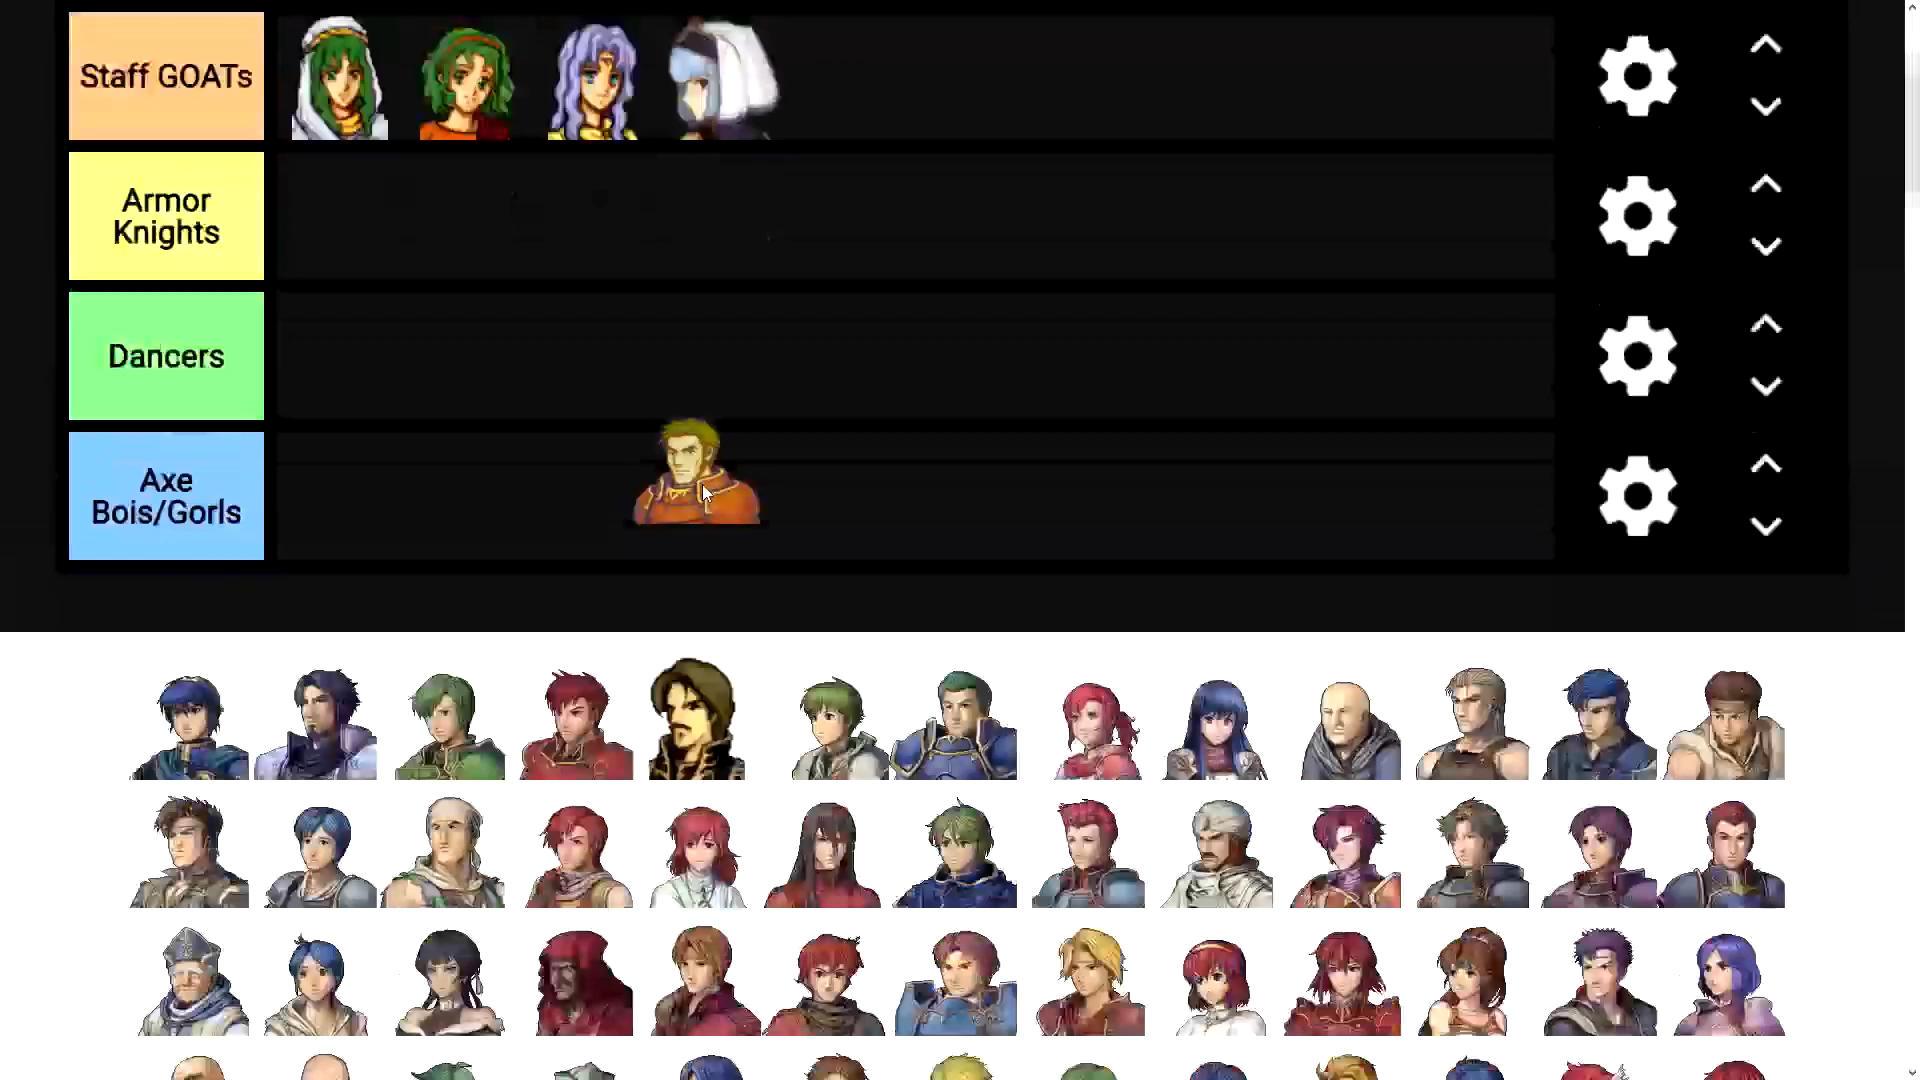 Staff GOATs
Armor
Knights
Dancers
Axe
Bois/Gorls